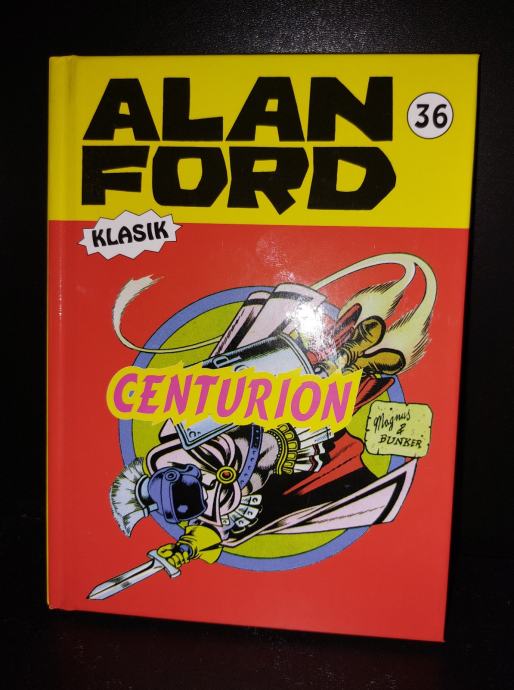 ALAN
FORD
36
KLASIK
CENTURION
Magnus
&
BUNKER